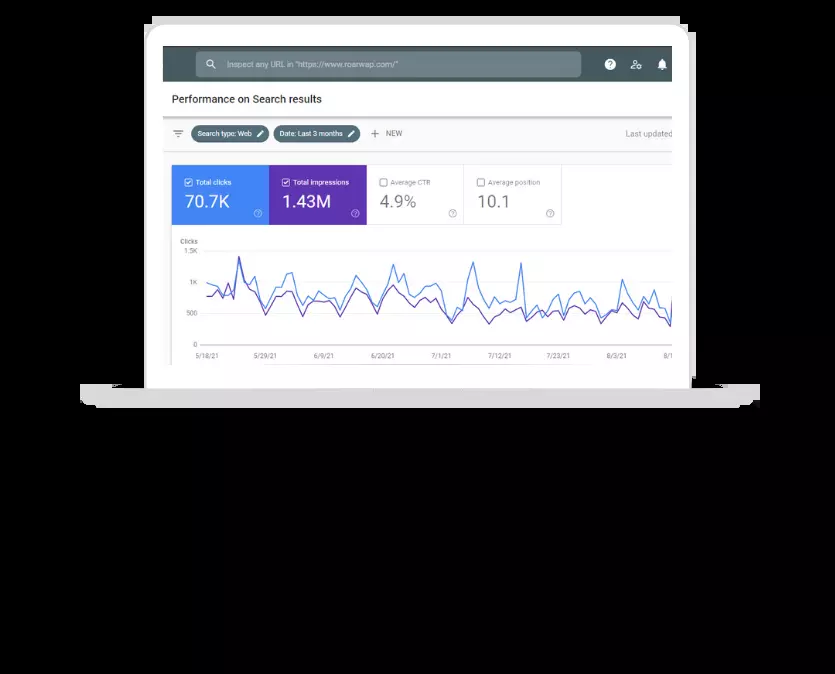 Inspect any URL in "https://www.roarwap.com/"
Performance on Search results
Search type: Web
Date: Last 3 months
NEW
Last updated
Total clicks
70.7K
Total impressions
1.43M
Average CTR
4.9%
Average position
10.1
Clicks
1.5K
1K
500
0
5/18/21
5/29/21
6/9/21
6/20/21
7/1/21
7/12/21
7/23/21
8/3/21
8/1